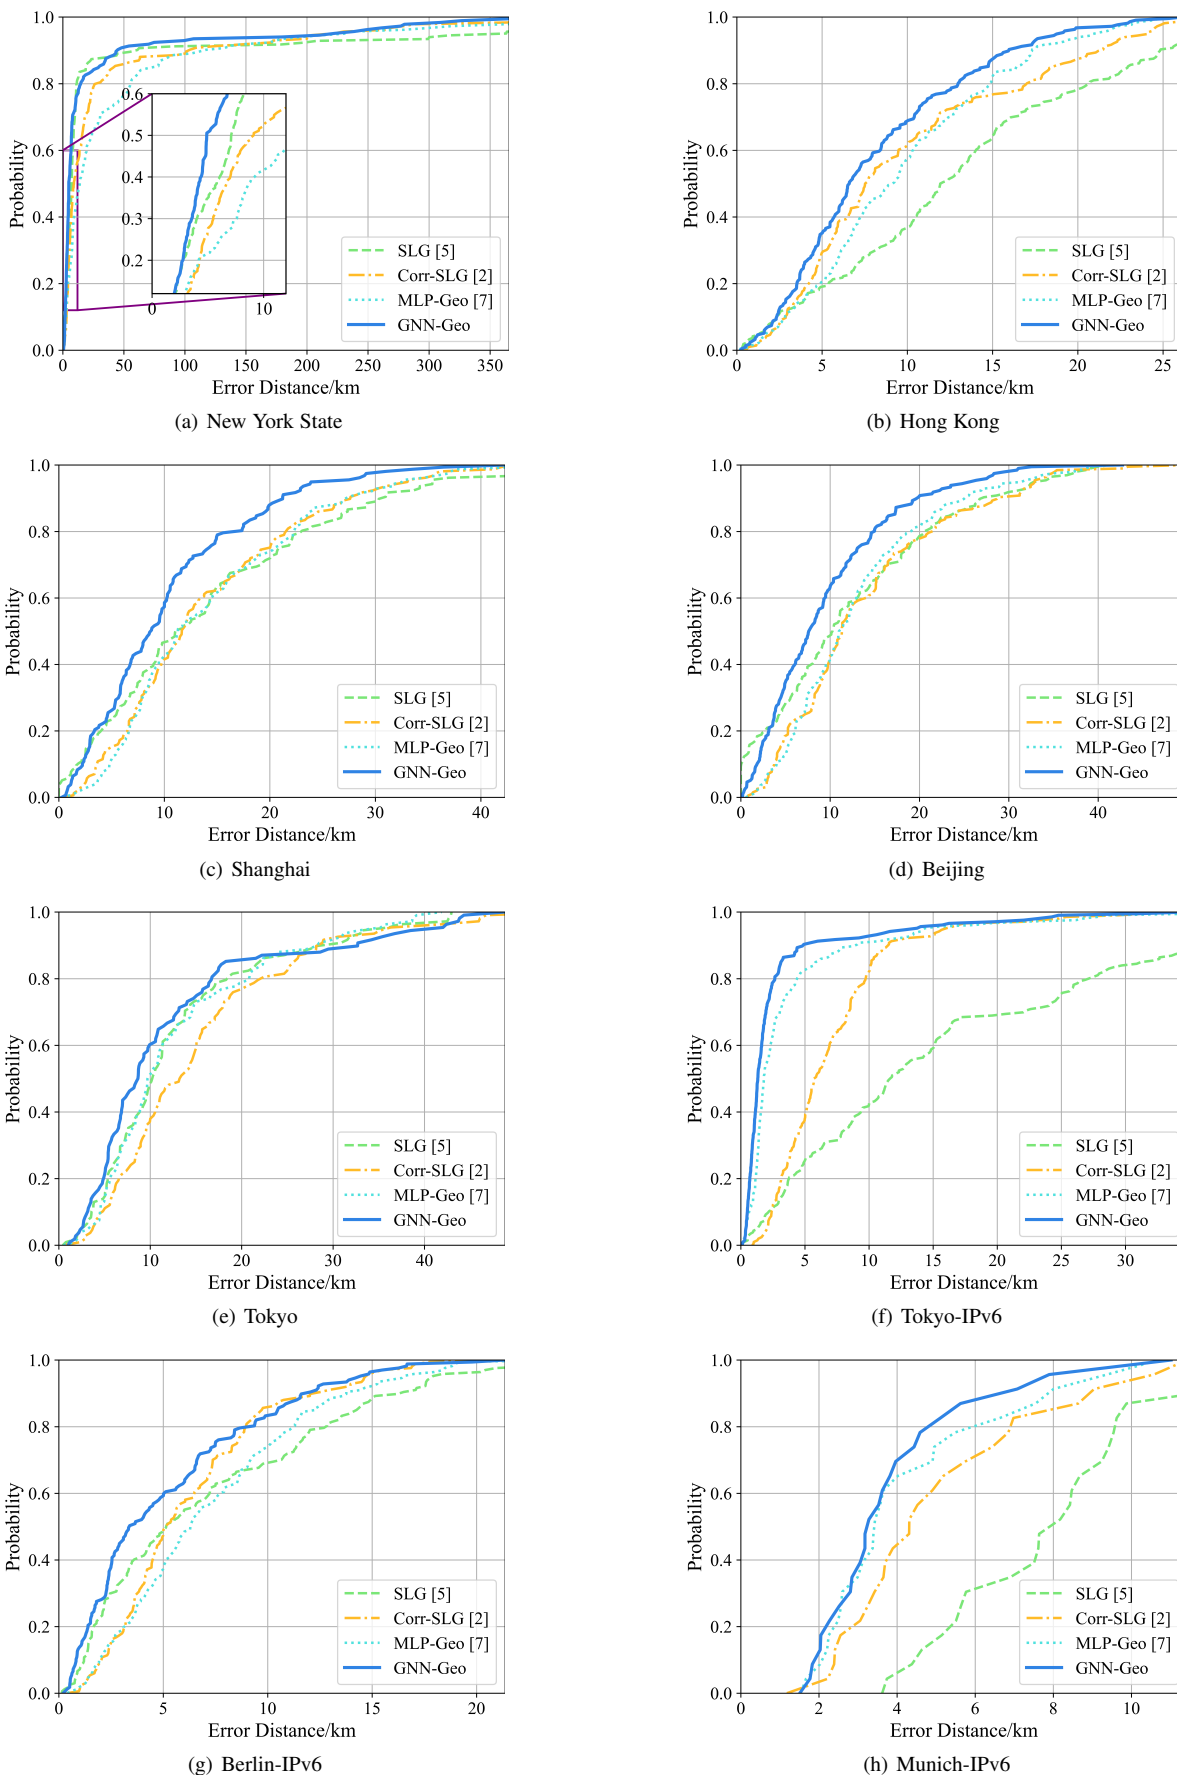 1.0
0.8
0.6
0.4
0.2
0.0
Probability
0.6
0.5
0.4
0.3
0.2
0 10
SLG [5]
Corr-SLG [2]
MLP-Geo [7]
GNN-Geo
0 50 100 150 200 250 300 350
Error Distance/km
(a) New York State
1.0
0.8
0.6
0.4
0.2
0.0
Probability
SLG [5]
Corr-SLG [2]
MLP-Geo [7]
GNN-Geo
0 5 10 15 20 25
Error Distance/km
(b) Hong Kong
1.0
0.8
0.6
0.4
0.2
0.0
Probability
SLG [5]
Corr-SLG [2]
MLP-Geo [7]
GNN-Geo
0 10 20 30 40
Error Distance/km
(c) Shanghai
1.0
0.8
0.6
0.4
0.2
0.0
Probability
SLG [5]
Corr-SLG [2]
MLP-Geo [7]
GNN-Geo
0 10 20 30 40
Error Distance/km
(d) Beijing
1.0
0.8
0.6
0.4
0.2
0.0
Probability
SLG [5]
Corr-SLG [2]
MLP-Geo [7]
GNN-Geo
0 10 20 30 40
Error Distance/km
(e) Tokyo
1.0
0.8
0.6
0.4
0.2
0.0
Probability
SLG [5]
Corr-SLG [2]
MLP-Geo [7]
GNN-Geo
0 5 10 15 20 25 30
Error Distance/km
(f) Tokyo-IPv6
1.0
0.8
0.6
0.4
0.2
0.0
Probability
SLG [5]
Corr-SLG [2]
MLP-Geo [7]
GNN-Geo
0 5 10 15 20
Error Distance/km
(g) Berlin-IPv6
1.0
0.8
0.6
0.4
0.2
0.0
Probability
SLG [5]
Corr-SLG [2]
MLP-Geo [7]
GNN-Geo
0 2 4 6 8 10
Error Distance/km
(h) Munich-IPv6